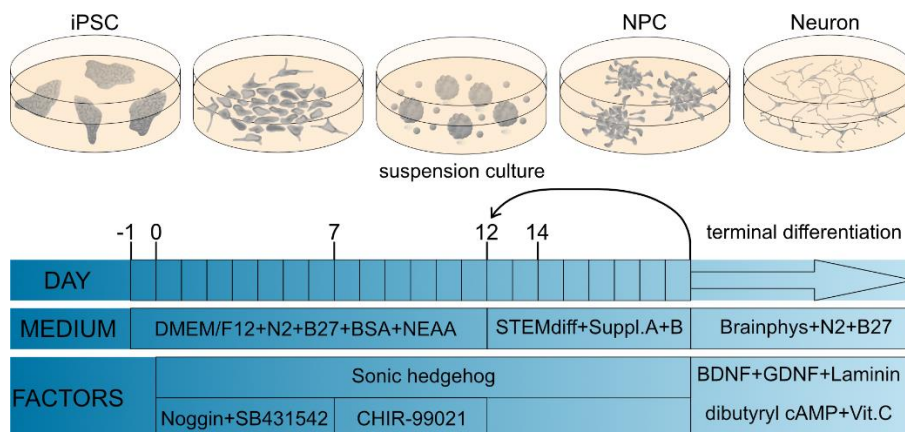 iPSC
NPC
Neuron
suspension culture
-1
0
7
12
14
terminal differentiation
DAY
MEDIUM
DMEM/F12+N2+B27+BSA+NEAA
STEMdiff+Suppl.A+B
Brainphys+N2+B27
FACTORS
Sonic hedgehog
Noggin+SB431542
CHIR-99021
BDNF+GDNF+Laminin
dibutyryl cAMP+Vit.C